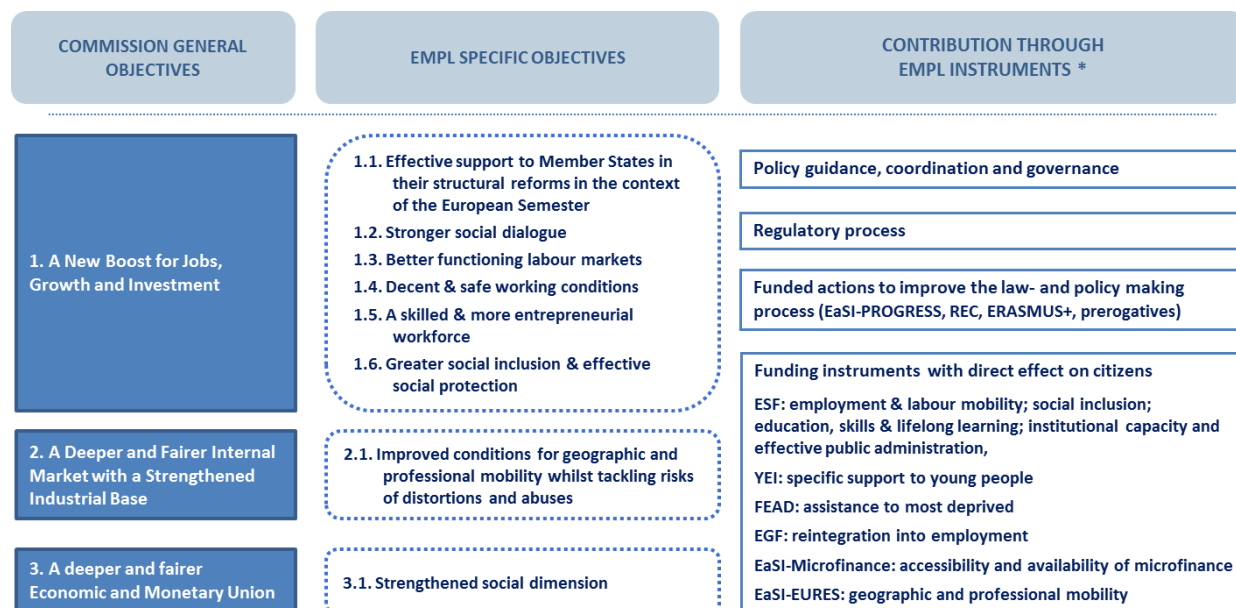 COMMISSION GENERAL
OBJECTIVES
EMPL SPECIFIC OBJECTIVES
CONTRIBUTION THROUGH
EMPL INSTRUMENTS *
1. A New Boost for Jobs,
Growth and Investment
1.1. Effective support to Member States in
their structural reforms in the context
of the European Semester
1.2. Stronger social dialogue
1.3. Better functioning labour markets
1.4. Decent & safe working conditions
1.5. A skilled & more entrepreneurial
workforce
1.6. Greater social inclusion & effective
social protection
2. A Deeper and Fairer Internal
Market with a Strengthened
Industrial Base
2.1. Improved conditions for geographic and
professional mobility whilst tackling risks
of distortions and abuses
3. A deeper and fairer
Economic and Monetary Union
3.1. Strengthened social dimension
Policy guidance, coordination and governance
Regulatory process
Funded actions to improve the law- and policy making
process (EaSI-PROGRESS, REC, ERASMUS+, prerogatives)
Funding instruments with direct effect on citizens
ESF: employment & labour mobility; social inclusion;
education, skills & lifelong learning; institutional capacity and
effective public administration,
YEI: specific support to young people
FEAD: assistance to most deprived
EGF: reintegration into employment
EaSI-Microfinance: accessibility and availability of microfinance
EaSI-EURES: geographic and professional mobility